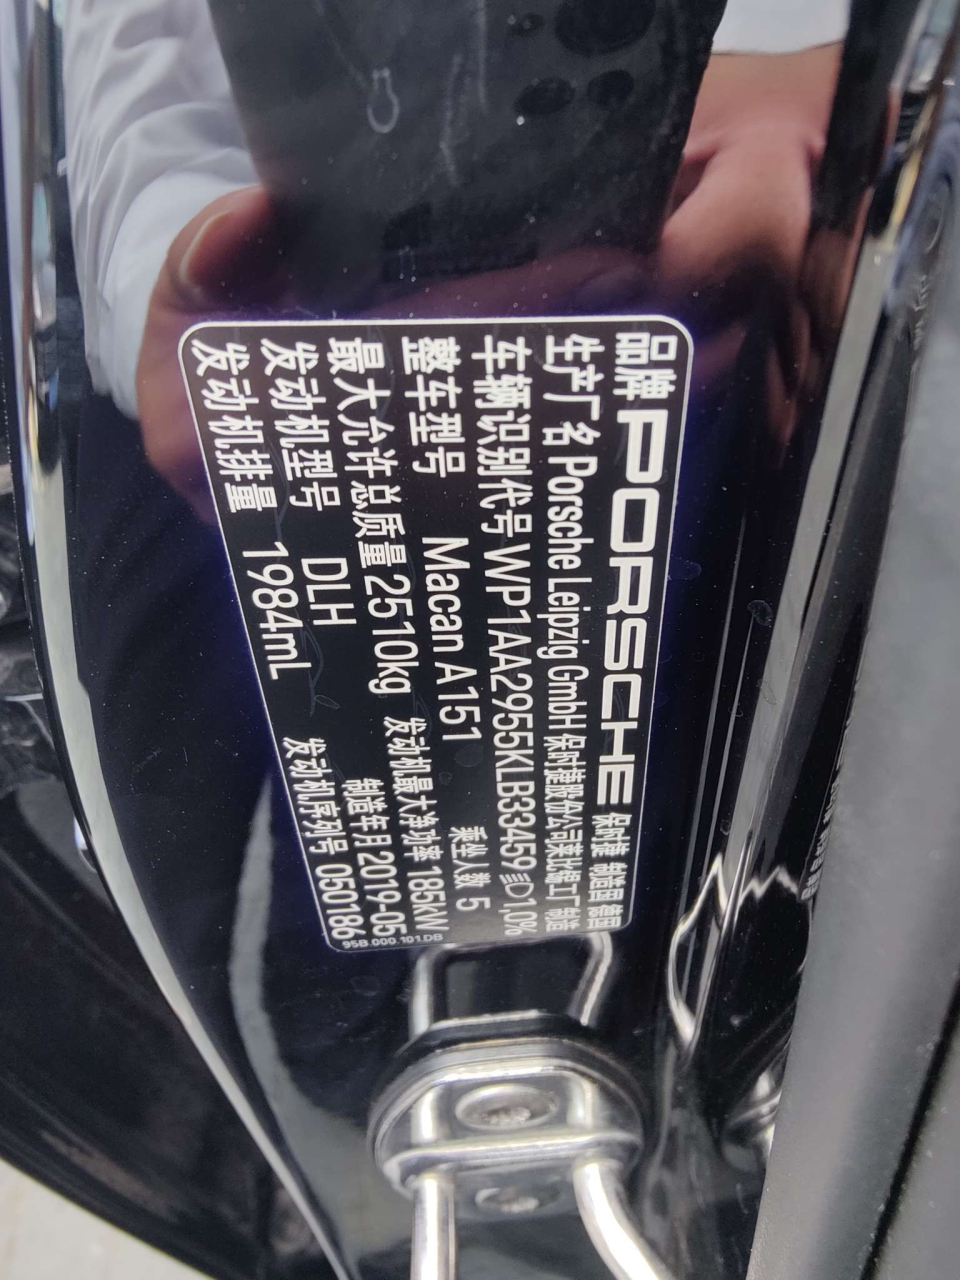 品牌 PORSCHE 保时捷 制造国 德国
生产厂名 Porsche Leipzig GmbH 保时捷股份公司莱比锡工厂 制造
车辆识别代号 WP1AA2955KLB33459 D1,0%
整车型号 Macan A151 乘坐人数 5
最大允许总质量 2510kg 发动机最大净功率 185kW
发动机型号 DLH 制造年月 2019-05
发动机排量 1984mL 发动机序列号 050186
95B.000.101.DB